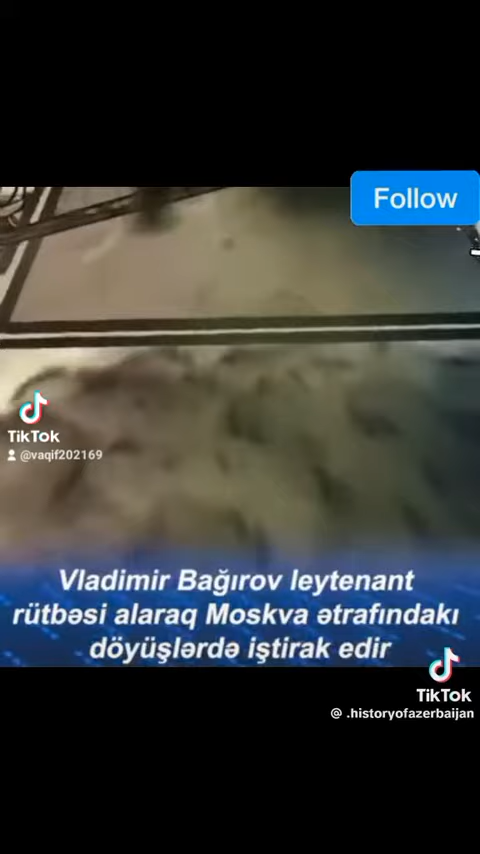 Follow
TikTok
@vaqif202169
Vladimir Bağırov leytenant
rütbəsi alaraq Moskva ətrafındakı
döyüşlərdə iştirak edir
TikTok
@ .historyofazerbaijan